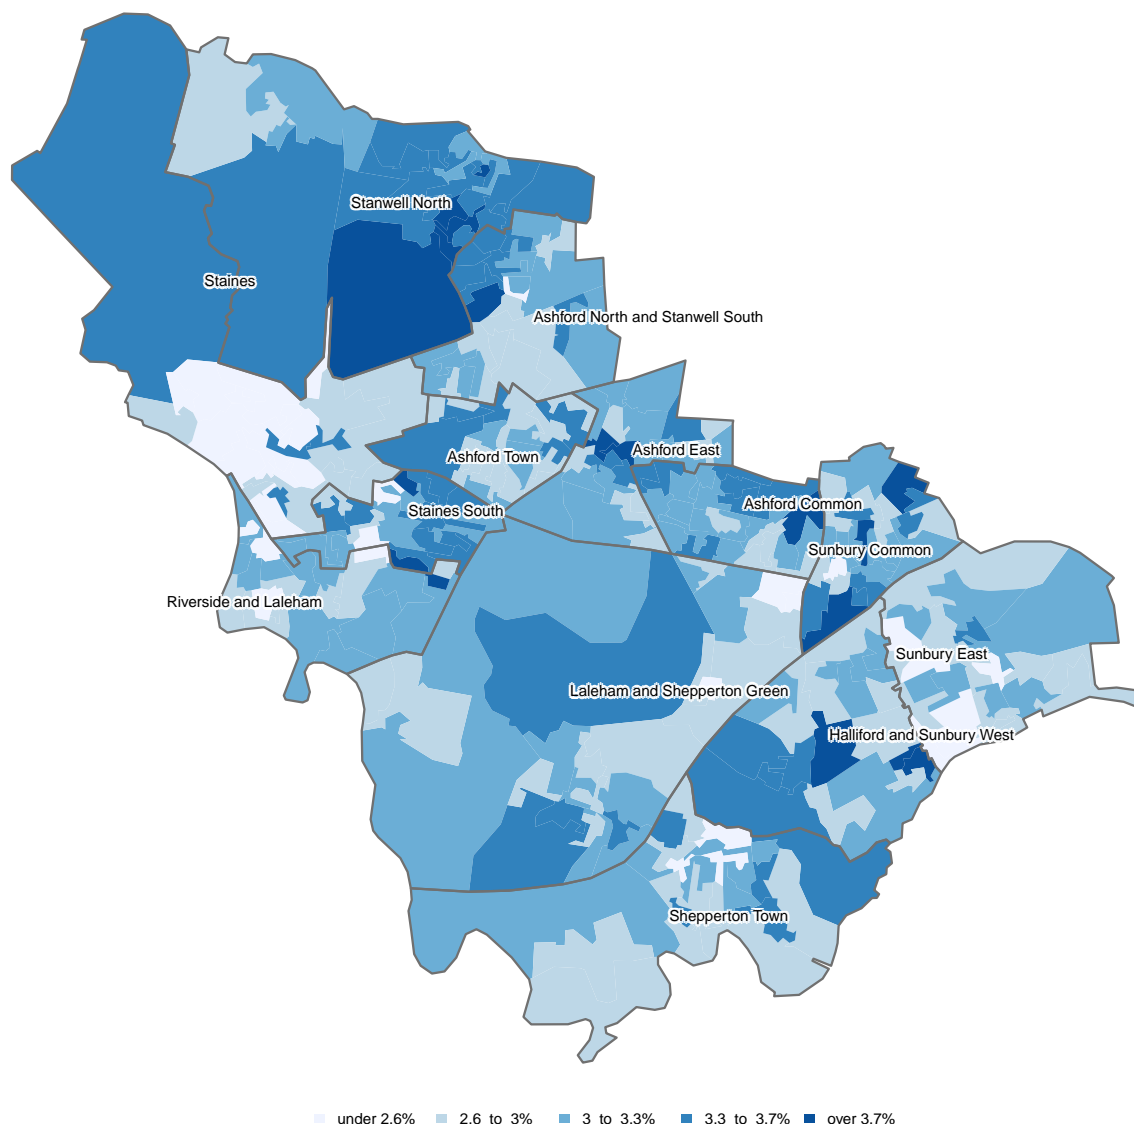 Stanwell North
Staines
Ashford North and Stanwell South
Ashford East
Ashford Town
Ashford Common
Staines South
Sunbury Common
Riverside and Laleham
Sunbury East
Laleham and Shepperton Green
Halliford and Sunbury West
Shepperton Town
under 2.6% 2.6 to 3% 3 to 3.3% 3.3 to 3.7% over 3.7%